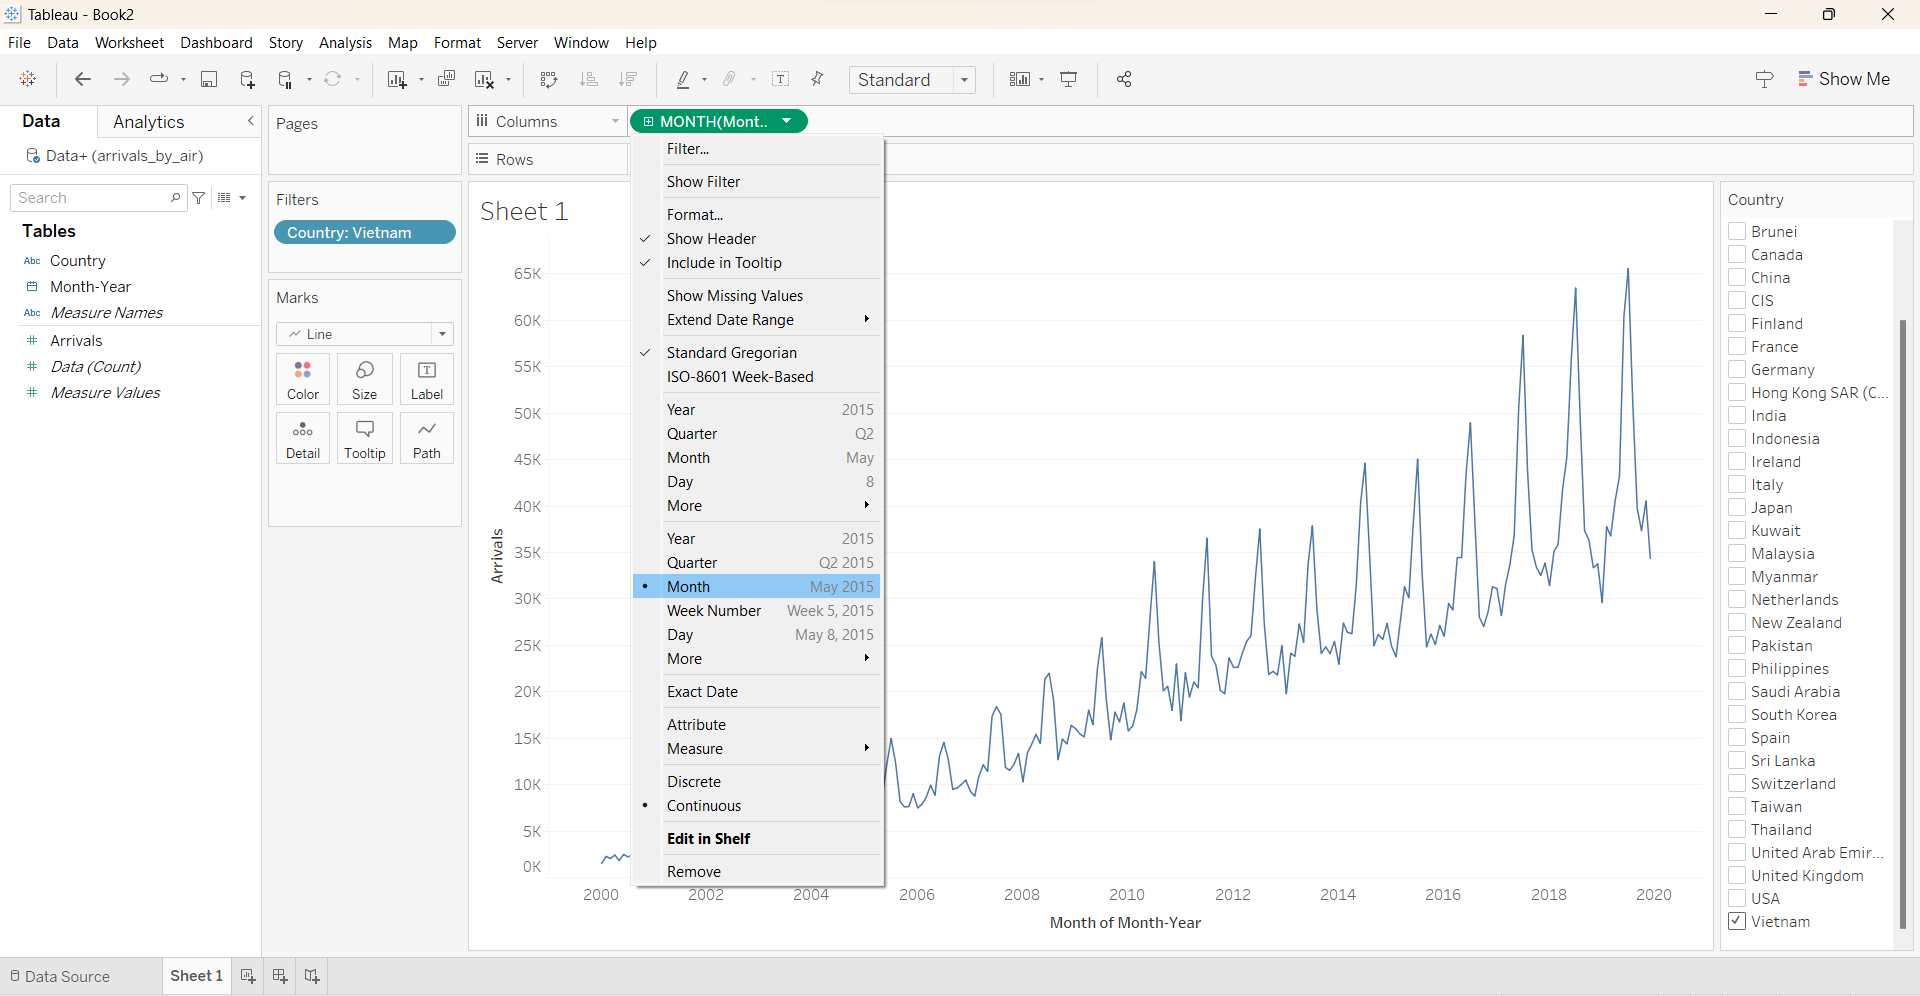 Tableau - Book2
File Data Worksheet Dashboard Story Analysis Map Format Server Window Help
Standard
Show Me
Data
Analytics
Data+ (arrivals_by_air)
Search
Tables
Abc Country
Month-Year
Abc Measure Names
# Arrivals
# Data (Count)
# Measure Values
Pages
Filters
Country: Vietnam
Marks
Line
Color Size Label
Detail Tooltip Path
Columns
MONTH(Mont..
Rows
Sheet 1
Filter...
Show Filter
Format...
Show Header
Include in Tooltip
Show Missing Values
Extend Date Range
Standard Gregorian
ISO-8601 Week-Based
Year 2015
Quarter Q2
Month May
Day 8
More
Year 2015
Quarter Q2 2015
Month May 2015
Week Number Week 5, 2015
Day May 8, 2015
More
Exact Date
Attribute
Measure
Discrete
Continuous
Edit in Shelf
Remove
65K
60K
55K
50K
45K
40K
35K
30K
25K
20K
15K
10K
5K
0K
Arrivals
2000 2002 2004 2006 2008 2010 2012 2014 2016 2018 2020
Month of Month-Year
Country
Brunei
Canada
China
CIS
Finland
France
Germany
Hong Kong SAR (C...
India
Indonesia
Ireland
Italy
Japan
Kuwait
Malaysia
Myanmar
Netherlands
New Zealand
Pakistan
Philippines
Saudi Arabia
South Korea
Spain
Sri Lanka
Switzerland
Taiwan
Thailand
United Arab Emir...
United Kingdom
USA
Vietnam
Data Source
Sheet 1